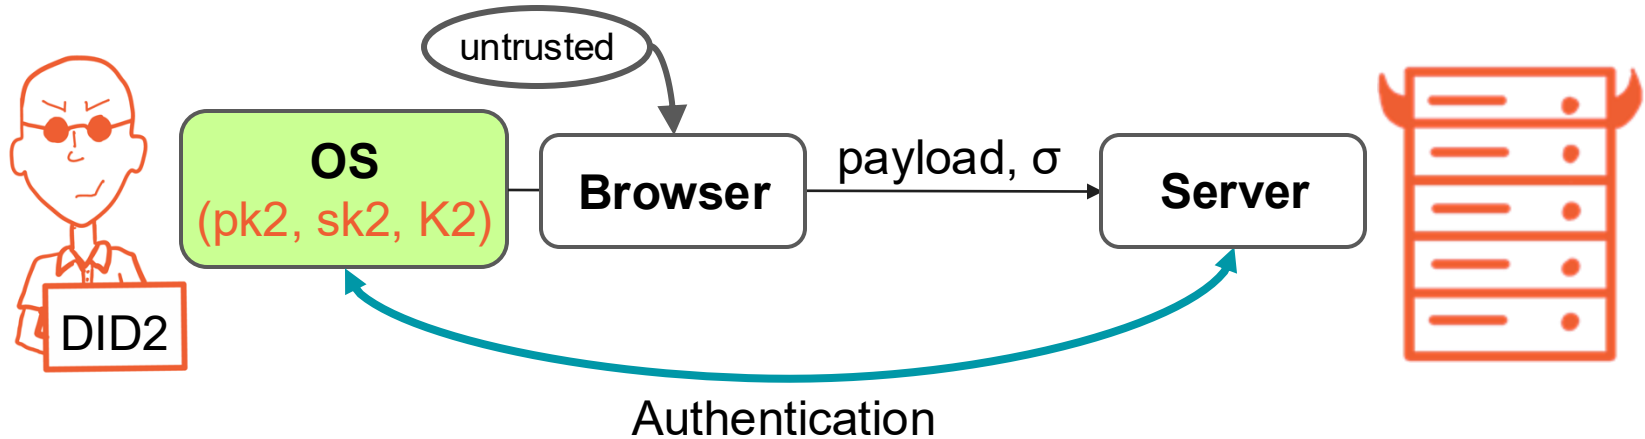 untrusted
OS
(pk2, sk2, K2)
Browser
payload, σ
Server
DID2
Authentication